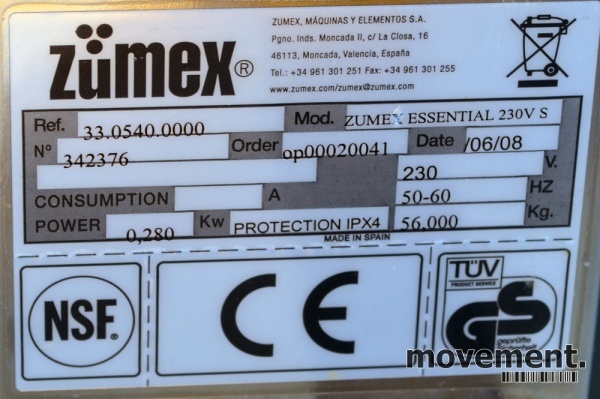 zümex®
ZUMEX, MÁQUINAS Y ELEMENTOS S.A.
Pgno. Inds. Moncada II, c/ La Closa, 16
46113, Moncada, Valencia, España
Tel.: +34 961 301 251 Fax: +34 961 301 255
www.zumex.com/zumex@zumex.com
Ref. 33.0540.0000 Mod. ZUMEX ESSENTIAL 230V S
Nº 342376 Order op00020041 Date /06/08
230 V.
CONSUMPTION A 50-60 HZ
POWER 0,280 Kw PROTECTION IPX4 56,000 Kg.
MADE IN SPAIN
NSF®
CE
TÜV
PRODUCT SERVICE
GS
geprüfte
Sicherheit
movement.